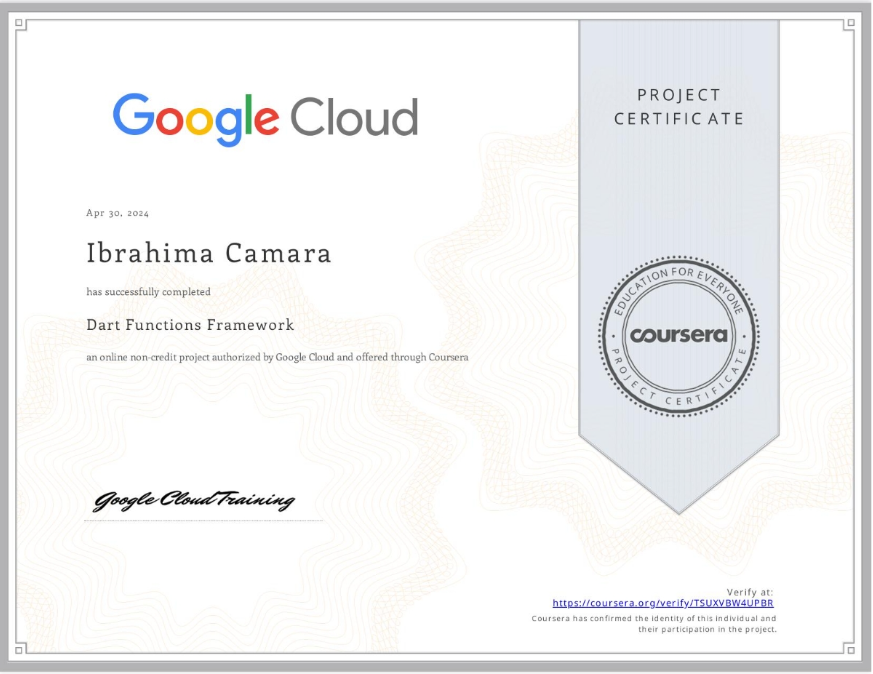 Google Cloud
PROJECT
CERTIFICATE
Apr 30, 2024
Ibrahima Camara
has successfully completed
Dart Functions Framework
an online non-credit project authorized by Google Cloud and offered through Coursera
EDUCATION FOR EVERYONE
coursera
PROJECT CERTIFICATE
Google Cloud Training
Verify at:
https://coursera.org/verify/TSUXVBW4UPBR
Coursera has confirmed the identity of this individual and
their participation in the project.